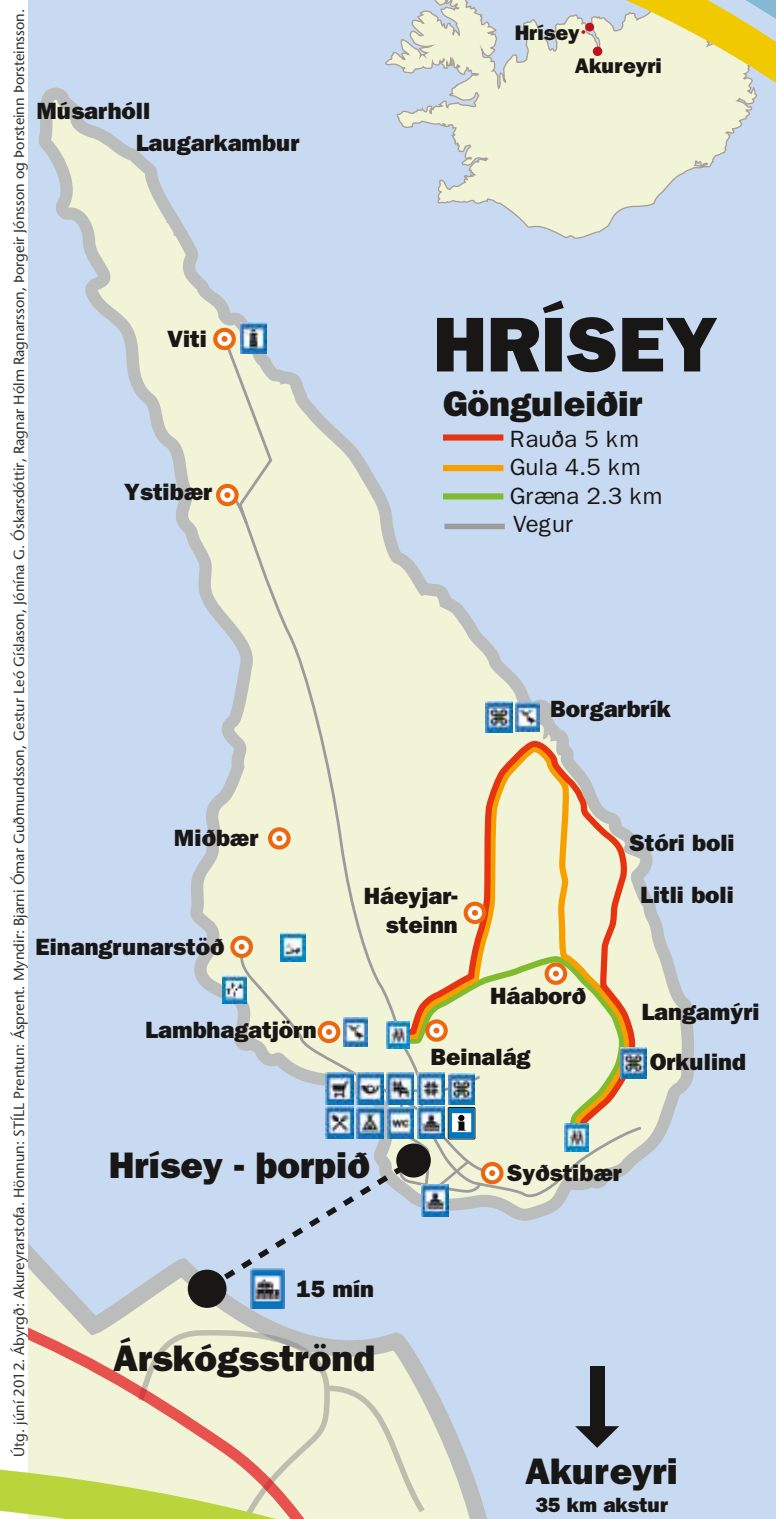 Hrísey
Akureyri
Músarhóll
Laugarkambur
HRÍSEY
Gönguleiðir
Rauða 5 km
Gula 4.5 km
Græna 2.3 km
Vegur
Viti
Ystibær
Borgarbrík
Miðbær
Stóri boli
Háeyjar-
steinn
Litli boli
Einangrunarstöð
Háaborð
Langamýri
Lambhagatjörn
Beinalág
Orkulind
WC
i
Hrísey - þorpið
Syðstibær
15 mín
Árskógsströnd
Akureyri
35 km akstur
Útg. júní 2012. Ábyrgð: Akureyrarstofa. Hönnun: STÍLL Prentun: Ásprent. Myndir: Bjarni Ómar Guðmundsson, Gestur Leó Gíslason, Jónína G. Óskarsdóttir, Ragnar Hólm Ragnarsson, Þorgeir Jónsson og Þorsteinn Þorsteinsson.